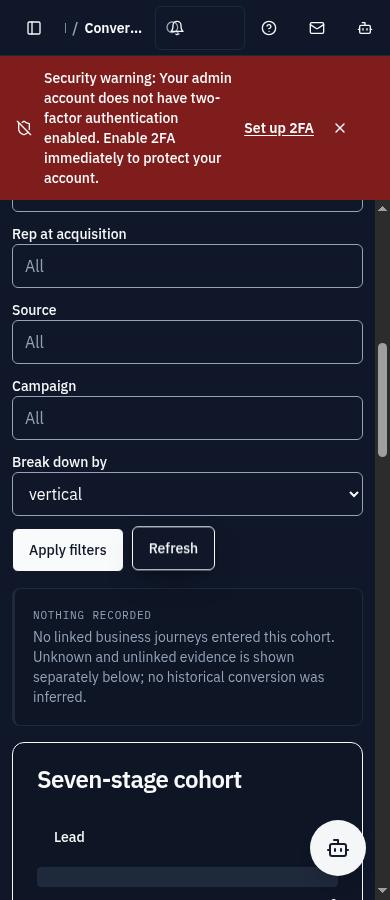 / Conver...
Security warning: Your admin
account does not have two-
factor authentication
enabled. Enable 2FA
immediately to protect your
account.
Set up 2FA
Rep at acquisition
All
Source
All
Campaign
All
Break down by
vertical
Apply filters
Refresh
NOTHING RECORDED
No linked business journeys entered this cohort.
Unknown and unlinked evidence is shown
separately below; no historical conversion was
inferred.
Seven-stage cohort
Lead